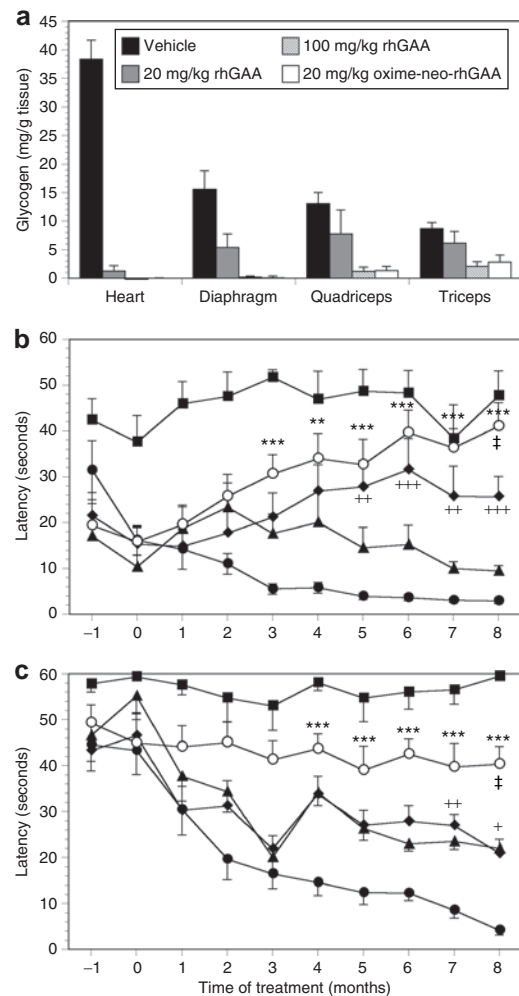 a
45
40
35
30
25
20
15
10
5
0
Glycogen (mg/g tissue)
Vehicle
20 mg/kg rhGAA
100 mg/kg rhGAA
20 mg/kg oxime-neo-rhGAA
Heart Diaphragm Quadriceps Triceps
b
60
50
40
30
20
10
0
Latency (seconds)
*** ** *** *** *** ***
‡
++ +++ ++ +++
−1 0 1 2 3 4 5 6 7 8
c
60
50
40
30
20
10
0
Latency (seconds)
*** *** *** *** ***
‡
++ +
−1 0 1 2 3 4 5 6 7 8
Time of treatment (months)